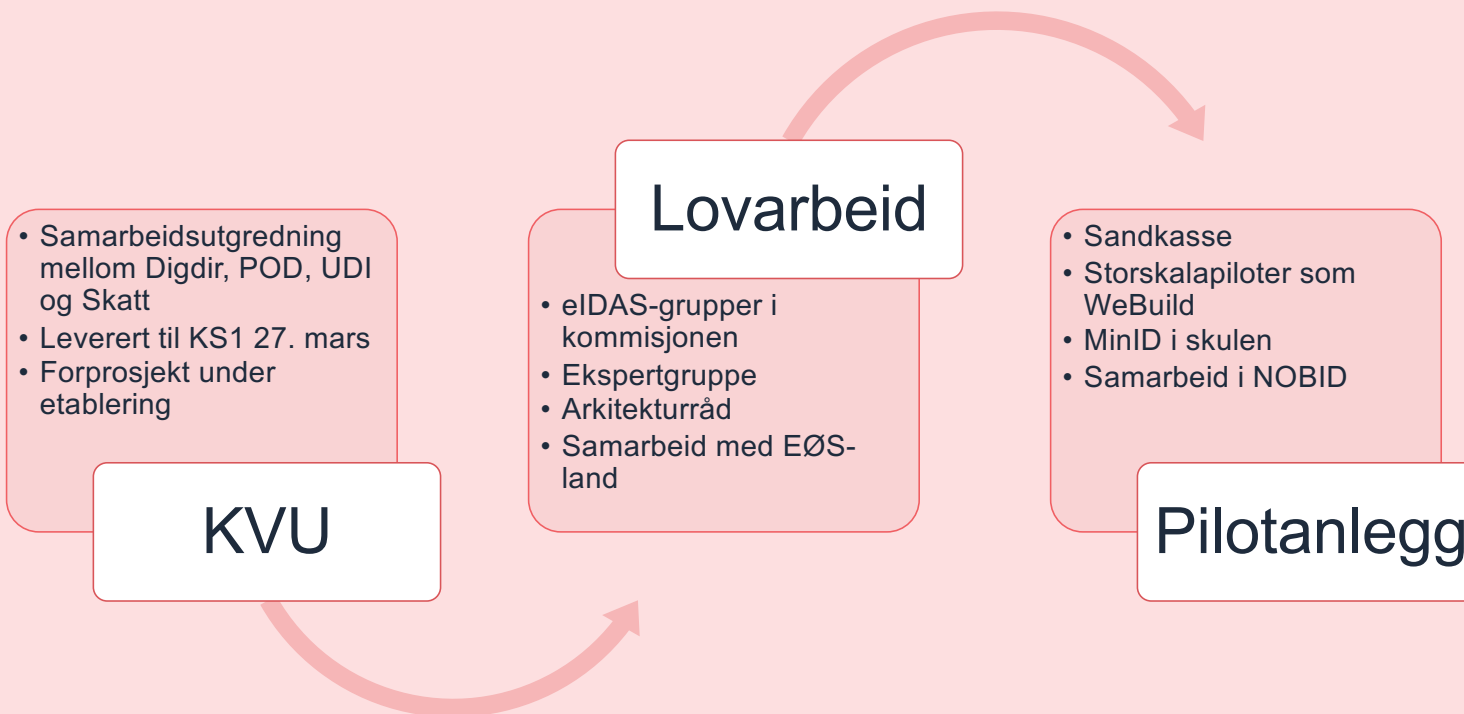 • Samarbeidsutgredning
mellom Digdir, POD, UDI
og Skatt
• Leverert til KS1 27. mars
• Forprosjekt under
etablering
KVU
Lovarbeid
• eIDAS-grupper i
kommisjonen
• Ekspertgruppe
• Arkitekturråd
• Samarbeid med EØS-
land
• Sandkasse
• Storskalapiloter som
WeBuild
• MinID i skulen
• Samarbeid i NOBID
Pilotanlegg